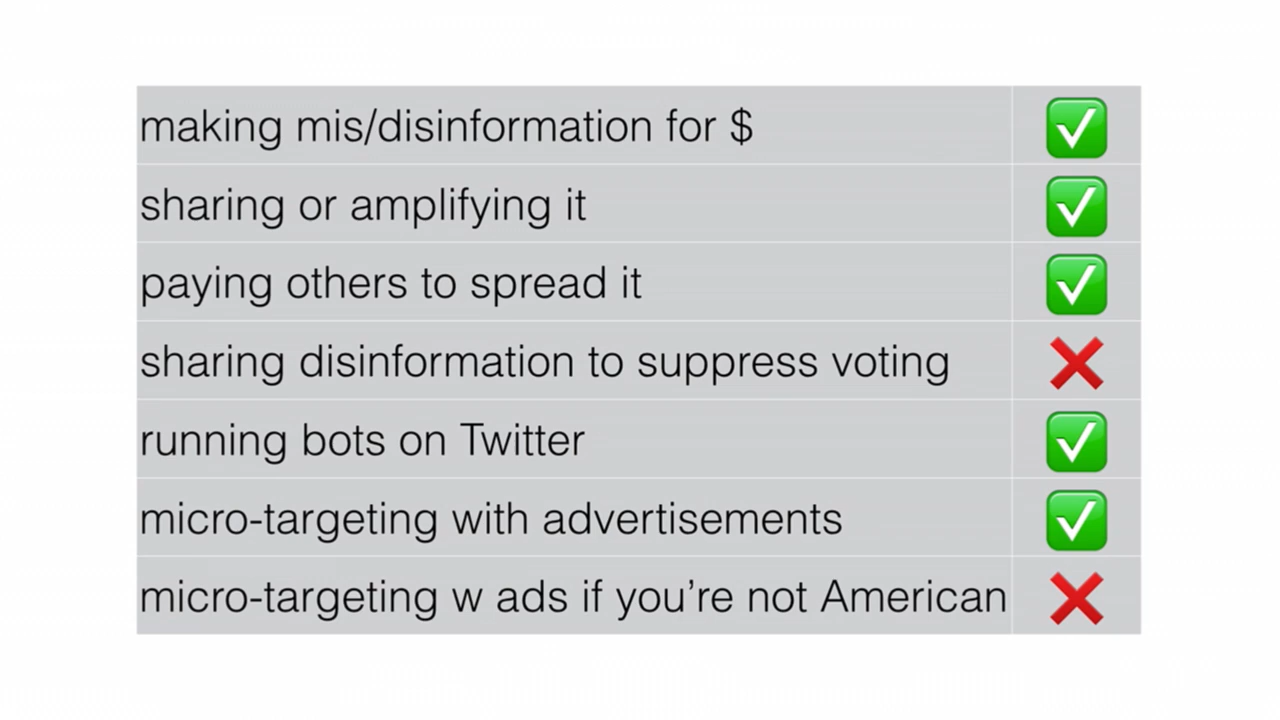 making mis/disinformation for $ ✅
sharing or amplifying it ✅
paying others to spread it ✅
sharing disinformation to suppress voting ❌
running bots on Twitter ✅
micro-targeting with advertisements ✅
micro-targeting w ads if you’re not American ❌